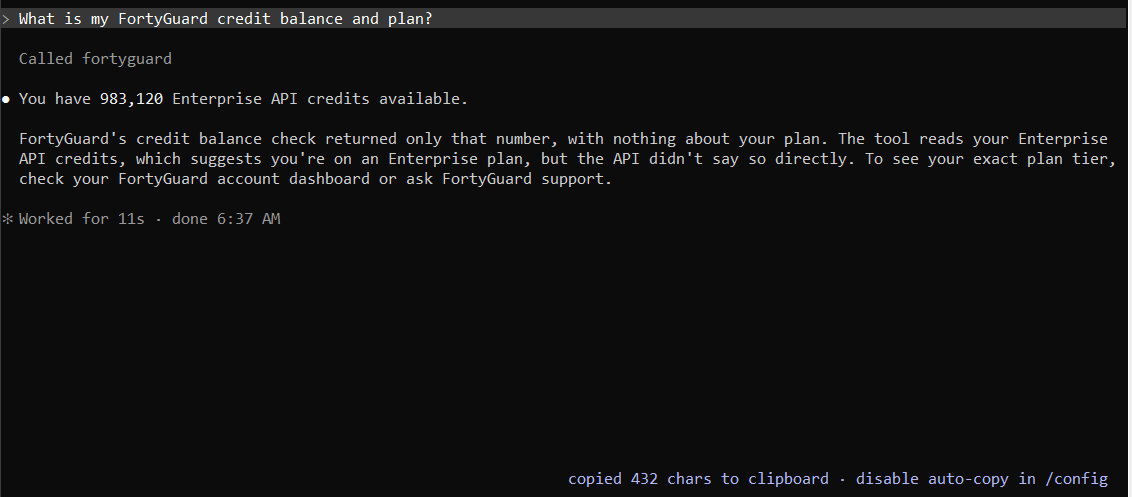 > What is my FortyGuard credit balance and plan?
Called fortyguard
● You have 983,120 Enterprise API credits available.
FortyGuard's credit balance check returned only that number, with nothing about your plan. The tool reads your Enterprise
API credits, which suggests you're on an Enterprise plan, but the API didn't say so directly. To see your exact plan tier,
check your FortyGuard account dashboard or ask FortyGuard support.
✻ Worked for 11s · done 6:37 AM
copied 432 chars to clipboard · disable auto-copy in /config